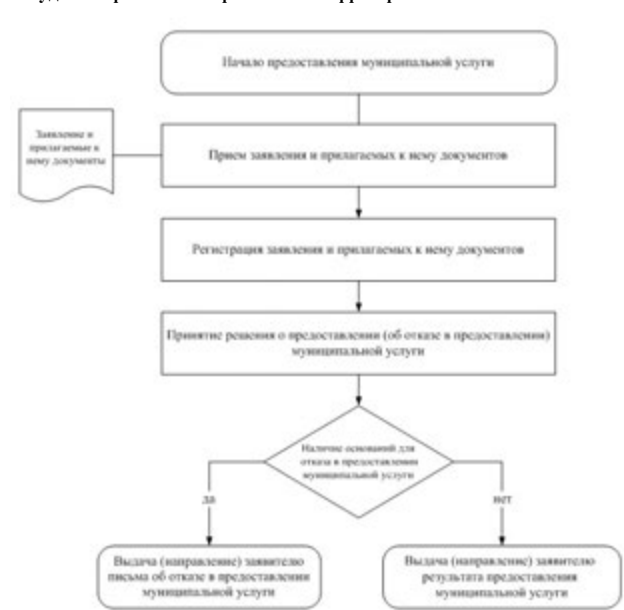 Начало предоставления муниципальной услуги
Заявление и
прилагаемые к
нему документы
Прием заявления и прилагаемых к нему документов
Регистрация заявления и прилагаемых к нему документов
Принятие решения о предоставлении (об отказе в предоставлении)
муниципальной услуги
Наличие оснований для
отказа в предоставлении
муниципальной услуги
да
нет
Выдача (направление) заявителю
письма об отказе в предоставлении
муниципальной услуги
Выдача (направление) заявителю
результата предоставления
муниципальной услуги